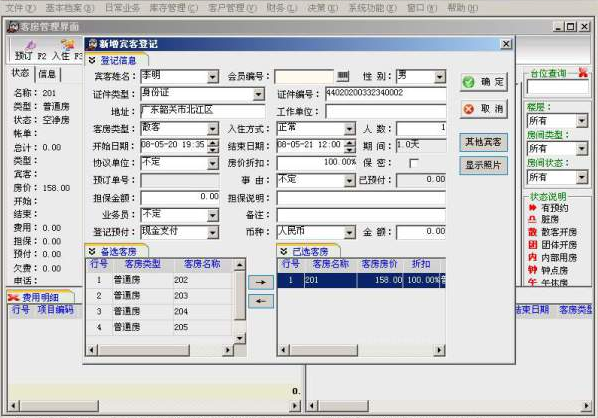 文件(F) 基本档案(B) 日常业务 库存管理(C) 客户管理(V) 财务(L) 决策(E) 系统功能(E) 窗口(W) 帮助(H)
客房管理界面
预订 F2 入住 F3
状态 信息
名称: 201
类型: 普通房
状态: 空净房
帐单:
总计: 0.00
类型:
宾客:
房价: 158.00
开始:
结束:
费用: 0.00
担保: 0.00
预付: 0.00
欠费: 0.00
电话:
费用明细
行号 项目编码
0.
新增宾客登记
登记信息
宾客姓名: 李明 会员编号: 性 别: 男
证件类型: 身份证 证件编号: 44020200332340002
地址: 广东韶关市北江区 工作单位:
客房类型: 散客 入住方式: 正常 人 数: 1
开始日期: 08-05-20 19:35 结束日期: 08-05-21 12:00 期 间: 1.0天
协议单位: 不定 房价折扣: 100.00% 保 密:
预订单号: 事 由: 不定 已预付: 0.00
担保金额: 0.00 担保说明:
业务员: 不定 备注:
登记预付: 现金支付 币种: 人民币 金 额: 0.00
确 定
取 消
其他宾客
显示照片
备选客房
行号 客房类型 客房名称
1 普通房 202
2 普通房 203
3 普通房 204
4 普通房 205
已选客房
行号 客房名称 客房房价 折扣
1 201 158.00 100.00%
台位查询
楼层:
所有
房间类型:
所有
房间状态:
所有
状态说明
有预约
脏房
散 散客开房
团 团体开房
内 内部用房
钟 钟点房
午 午休房
结束日期 客房类型